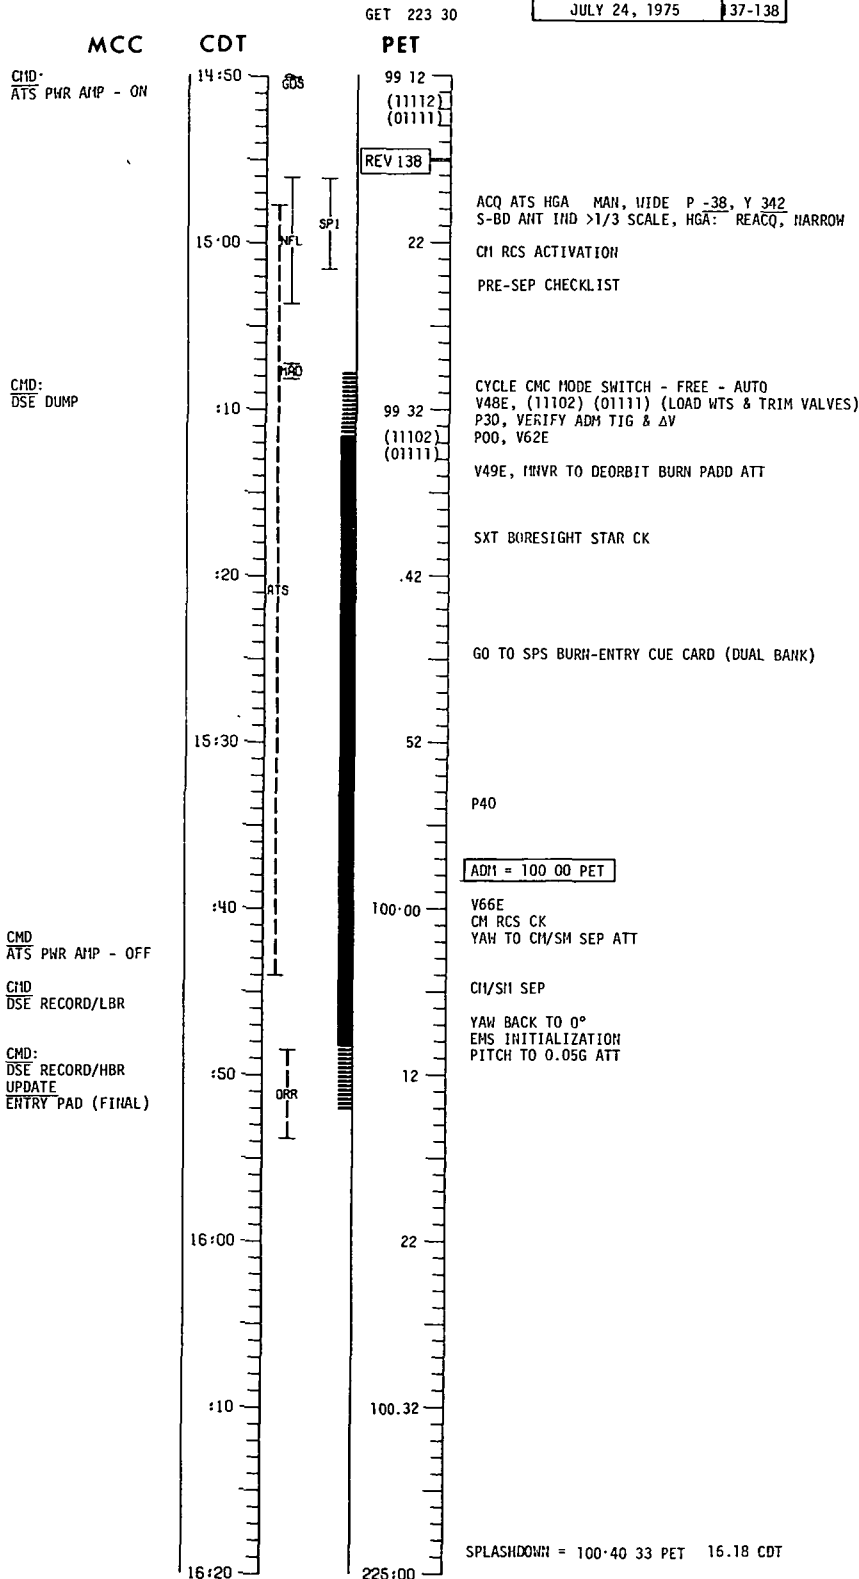 GET 223 30
JULY 24, 1975 137-138
MCC CDT PET
CMD·
ATS PWR AMP - ON
14:50
GDS
99 12
(11112)
(01111)
REV 138
ACQ ATS HGA MAN, WIDE P -38, Y 342
S-BD ANT IND >1/3 SCALE, HGA: REACQ, NARROW
NFL
SP1
15:00
22
CM RCS ACTIVATION
PRE-SEP CHECKLIST
MAD
CMD:
DSE DUMP
:10
99 32
(11102)
(01111)
CYCLE CMC MODE SWITCH - FREE - AUTO
V48E, (11102) (01111) (LOAD WTS & TRIM VALVES)
P30, VERIFY ADM TIG & ΔV
P00, V62E
V49E, MNVR TO DEORBIT BURN PADD ATT
SXT BORESIGHT STAR CK
:20
ATS
.42
GO TO SPS BURN-ENTRY CUE CARD (DUAL BANK)
15:30
52
P40
ADM = 100 00 PET
:40
100·00
V66E
CM RCS CK
YAW TO CM/SM SEP ATT
CMD
ATS PWR AMP - OFF
CMD
DSE RECORD/LBR
CM/SM SEP
YAW BACK TO 0°
EMS INITIALIZATION
PITCH TO 0.05G ATT
CMD:
DSE RECORD/HBR
UPDATE
ENTRY PAD (FINAL)
:50
ORR
12
16:00
22
:10
100.32
SPLASHDOWN = 100·40 33 PET 16.18 CDT
16:20
225:00